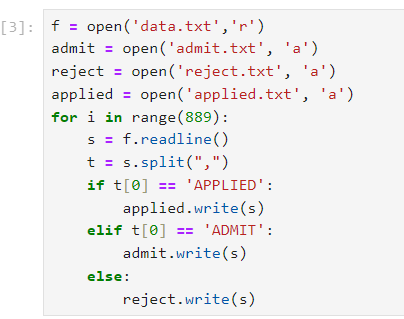 [3]:
f = open('data.txt','r')
admit = open('admit.txt', 'a')
reject = open('reject.txt', 'a')
applied = open('applied.txt', 'a')
for i in range(889):
    s = f.readline()
    t = s.split(",")
    if t[0] == 'APPLIED':
        applied.write(s)
    elif t[0] == 'ADMIT':
        admit.write(s)
    else:
        reject.write(s)